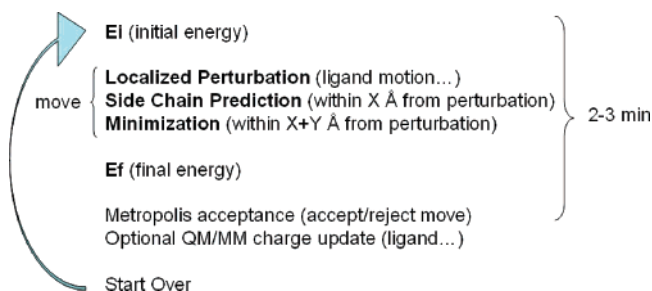 Ei (initial energy)
Localized Perturbation (ligand motion...)
move
Side Chain Prediction (within X Å from perturbation)
Minimization (within X+Y Å from perturbation)
2-3 min
Ef (final energy)
Metropolis acceptance (accept/reject move)
Optional QM/MM charge update (ligand...)
Start Over